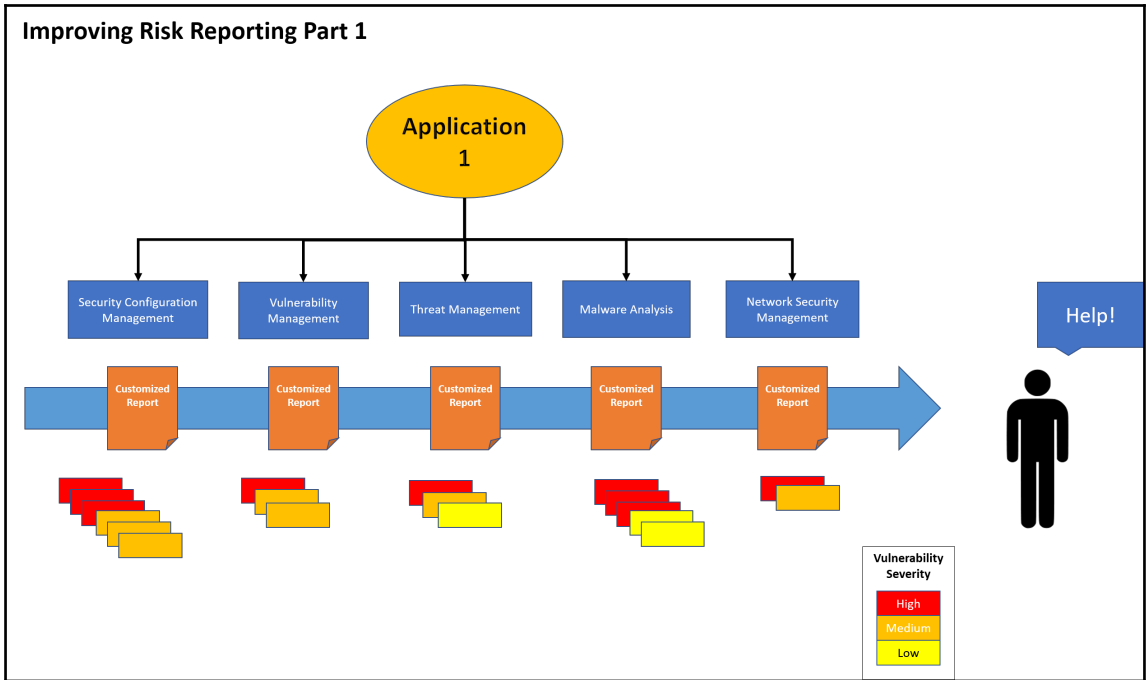 Improving Risk Reporting Part 1
Application
1
Security Configuration
Management
Vulnerability
Management
Threat Management
Malware Analysis
Network Security
Management
Help!
Customized
Report
Customized
Report
Customized
Report
Customized
Report
Customized
Report
Vulnerability
Severity
High
Medium
Low